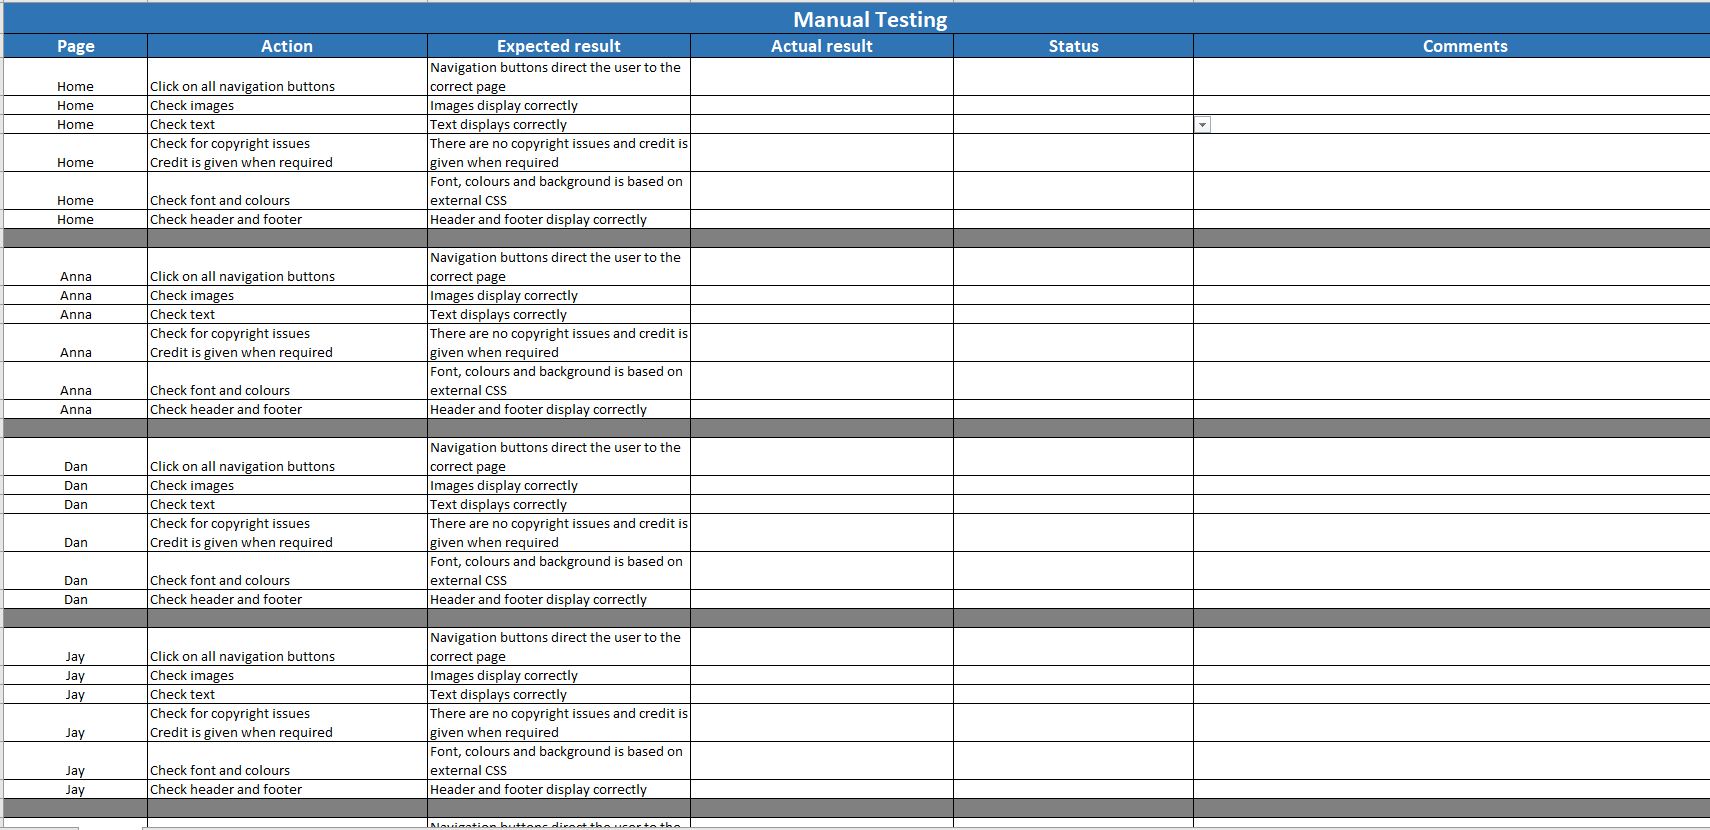 Manual Testing
Page Action Expected result Actual result Status Comments
Navigation buttons direct the user to the
Home Click on all navigation buttons correct page
Home Check images Images display correctly
Home Check text Text displays correctly
Check for copyright issues There are no copyright issues and credit is
Home Credit is given when required given when required
Font, colours and background is based on
Home Check font and colours external CSS
Home Check header and footer Header and footer display correctly
Navigation buttons direct the user to the
Anna Click on all navigation buttons correct page
Anna Check images Images display correctly
Anna Check text Text displays correctly
Check for copyright issues There are no copyright issues and credit is
Anna Credit is given when required given when required
Font, colours and background is based on
Anna Check font and colours external CSS
Anna Check header and footer Header and footer display correctly
Navigation buttons direct the user to the
Dan Click on all navigation buttons correct page
Dan Check images Images display correctly
Dan Check text Text displays correctly
Check for copyright issues There are no copyright issues and credit is
Dan Credit is given when required given when required
Font, colours and background is based on
Dan Check font and colours external CSS
Dan Check header and footer Header and footer display correctly
Navigation buttons direct the user to the
Jay Click on all navigation buttons correct page
Jay Check images Images display correctly
Jay Check text Text displays correctly
Check for copyright issues There are no copyright issues and credit is
Jay Credit is given when required given when required
Font, colours and background is based on
Jay Check font and colours external CSS
Jay Check header and footer Header and footer display correctly
Navigation buttons direct the user to the